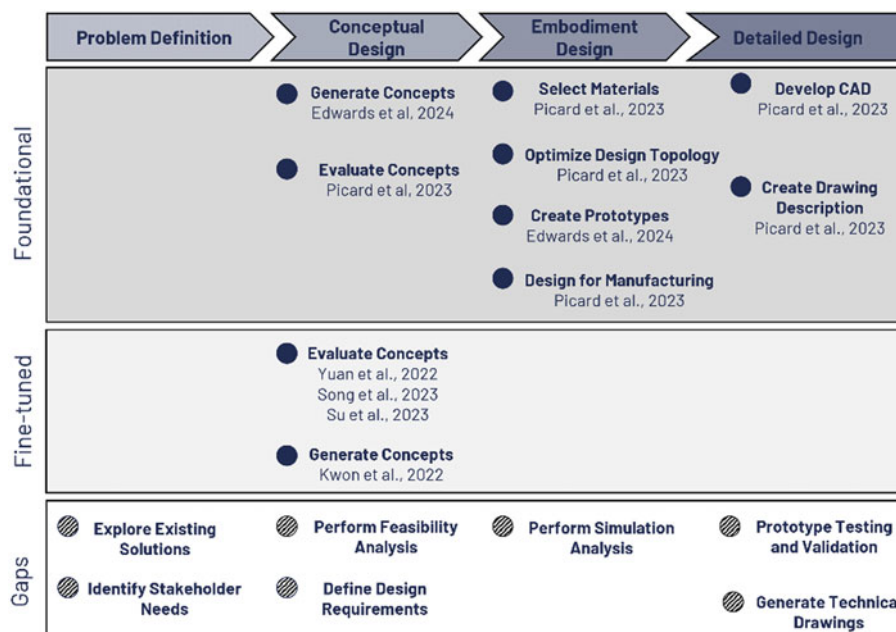 Problem Definition
Conceptual
Design
Embodiment
Design
Detailed Design
Foundational
Generate Concepts
Edwards et al, 2024
Evaluate Concepts
Picard et al, 2023
Select Materials
Picard et al., 2023
Optimize Design Topology
Picard et al., 2023
Create Prototypes
Edwards et al., 2024
Design for Manufacturing
Picard et al., 2023
Develop CAD
Picard et al., 2023
Create Drawing
Description
Picard et al., 2023
Fine-tuned
Evaluate Concepts
Yuan et al., 2022
Song et al., 2023
Su et al., 2023
Generate Concepts
Kwon et al., 2022
Gaps
Explore Existing
Solutions
Identify Stakeholder
Needs
Perform Feasibility
Analysis
Define Design
Requirements
Perform Simulation
Analysis
Prototype Testing
and Validation
Generate Technica
Drawings